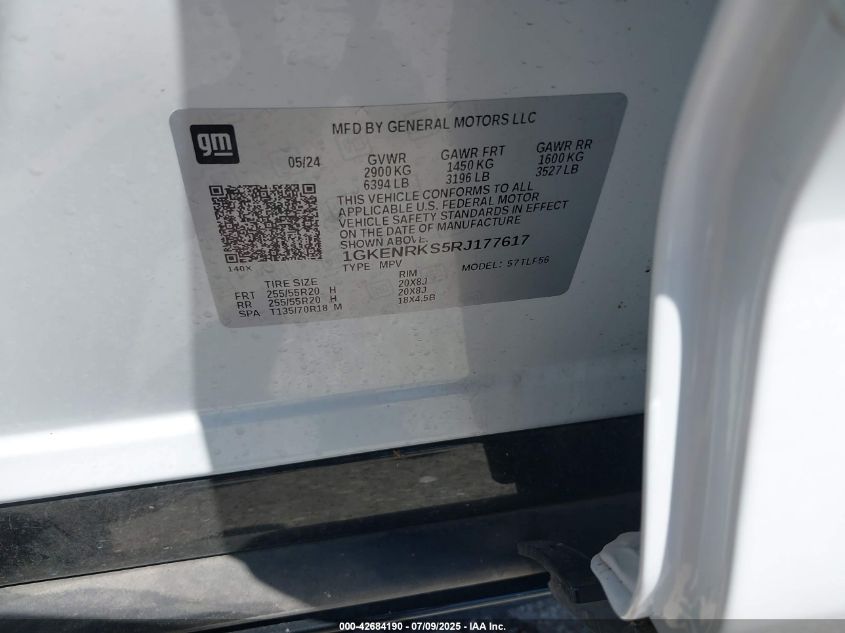 gm
MFD BY GENERAL MOTORS LLC
05/24 GVWR GAWR FRT GAWR RR
2900 KG 1450 KG 1600 KG
6394 LB 3196 LB 3527 LB
THIS VEHICLE CONFORMS TO ALL
APPLICABLE U.S. FEDERAL MOTOR
VEHICLE SAFETY STANDARDS IN EFFECT
ON THE DATE OF MANUFACTURE
SHOWN ABOVE.
1GKENRKS5RJ177617
140X TYPE: MPV MODEL: S7TLF56
TIRE SIZE RIM
FRT 255/55R20 H 20X8J
RR 255/55R20 H 20X8J
SPA T135/70R18 M 18X4.5B
000-42684190 - 07/09/2025 - IAA Inc.